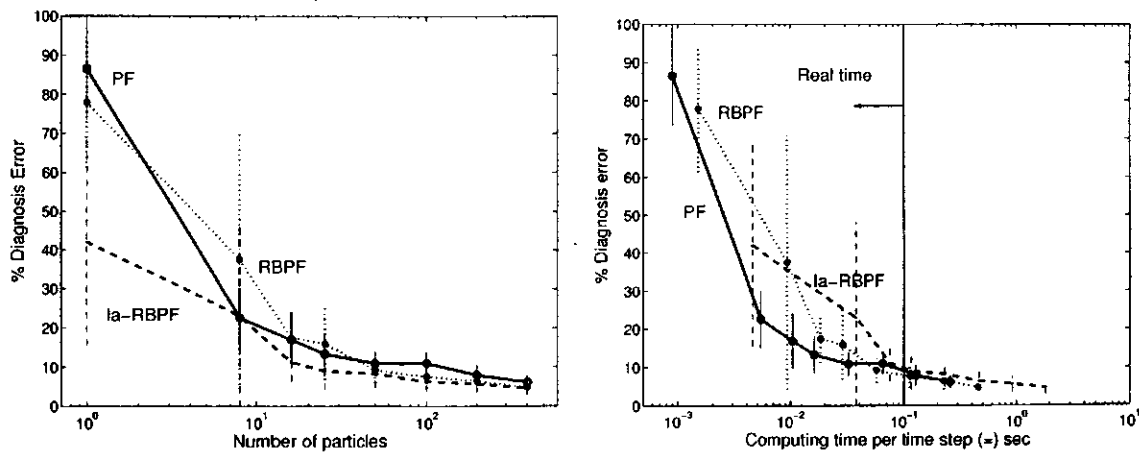 100
90
80
70
60
50
40
30
20
10
0
% Diagnosis Error
PF
RBPF
la-RBPF
10^0
10^1
10^2
Number of particles
100
90
80
70
60
50
40
30
20
10
0
% Diagnosis error
Real time
RBPF
PF
la-RBPF
10^-3
10^-2
10^-1
10^0
10^1
Computing time per time step (=) sec